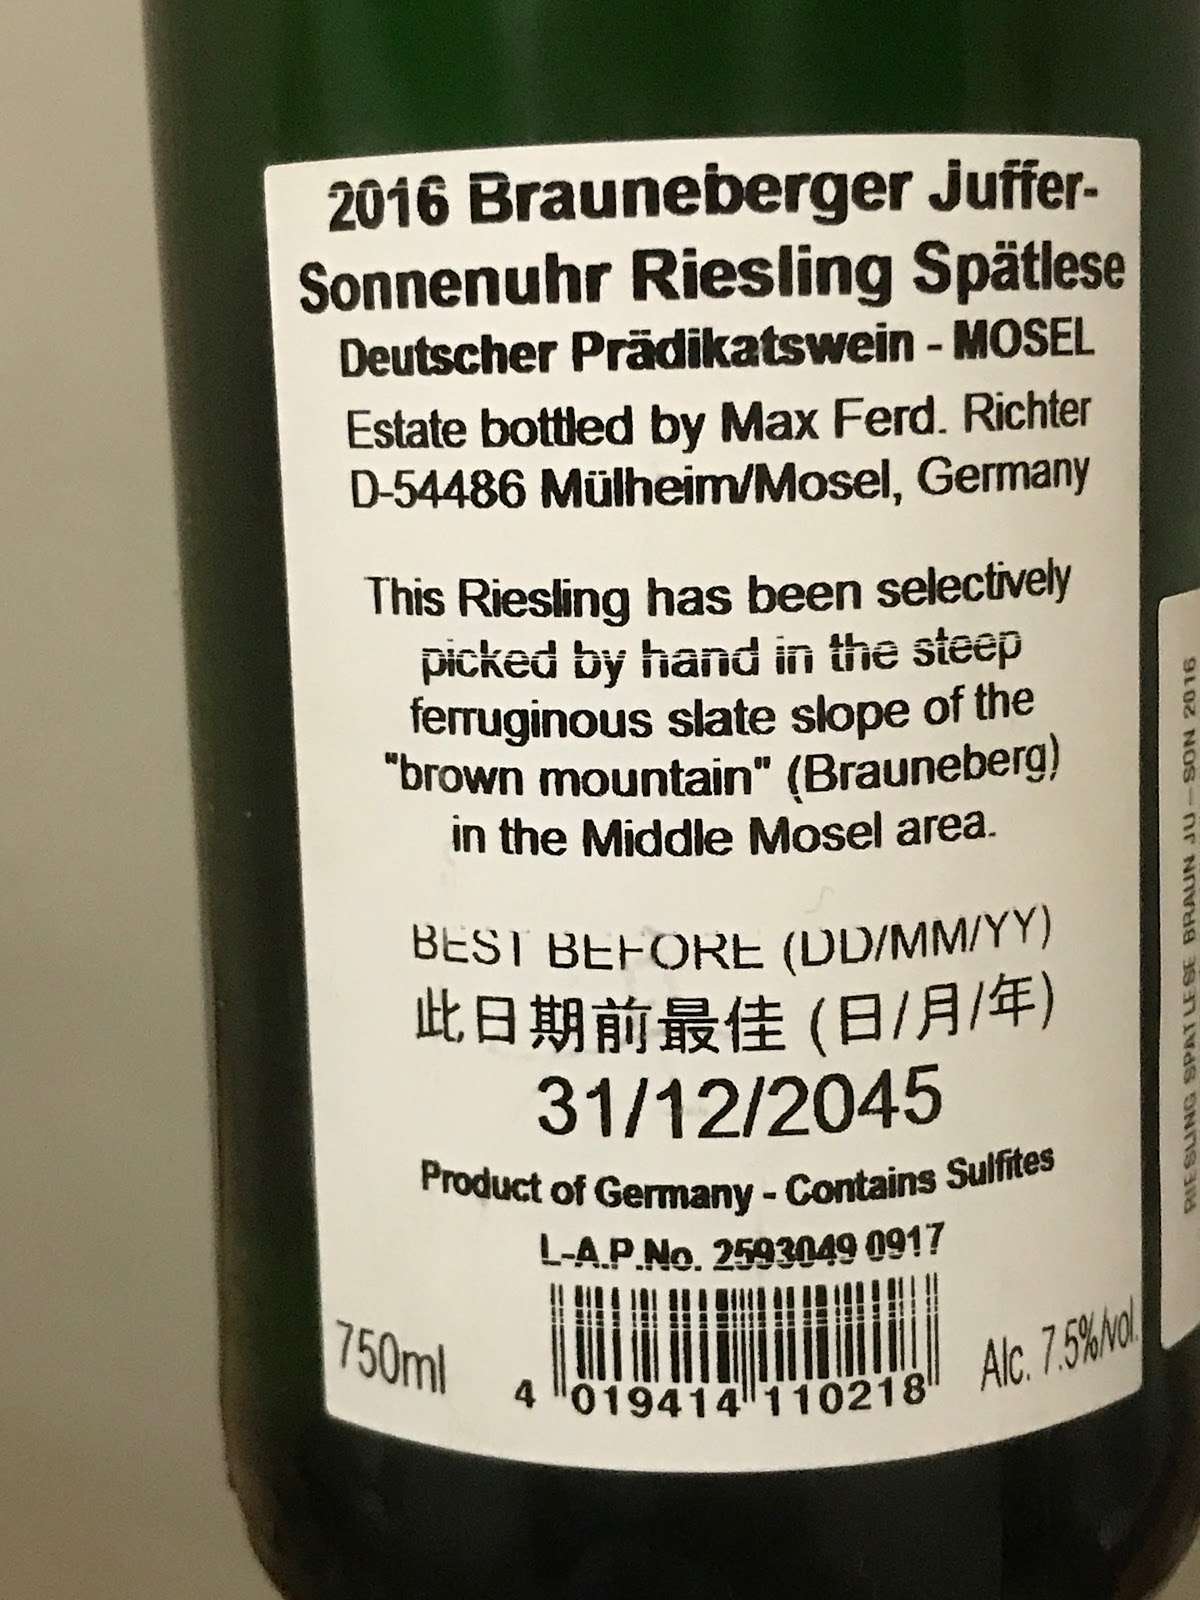 2016 Brauneberger Juffer-
Sonnenuhr Riesling Spätlese
Deutscher Prädikatswein - MOSEL
Estate bottled by Max Ferd. Richter
D-54486 Mülheim/Mosel, Germany
This Riesling has been selectively
picked by hand in the steep
ferruginous slate slope of the
"brown mountain" (Brauneberg)
in the Middle Mosel area.
BEST BEFORE (DD/MM/YY)
此日期前最佳 (日/月/年)
31/12/2045
Product of Germany - Contains Sulfites
L-A.P.No. 2593049 0917
750ml
4 019414 110218
Alc. 7.5%/vol.
RIESLING SPATLESE BRAUN JU-SON 2016